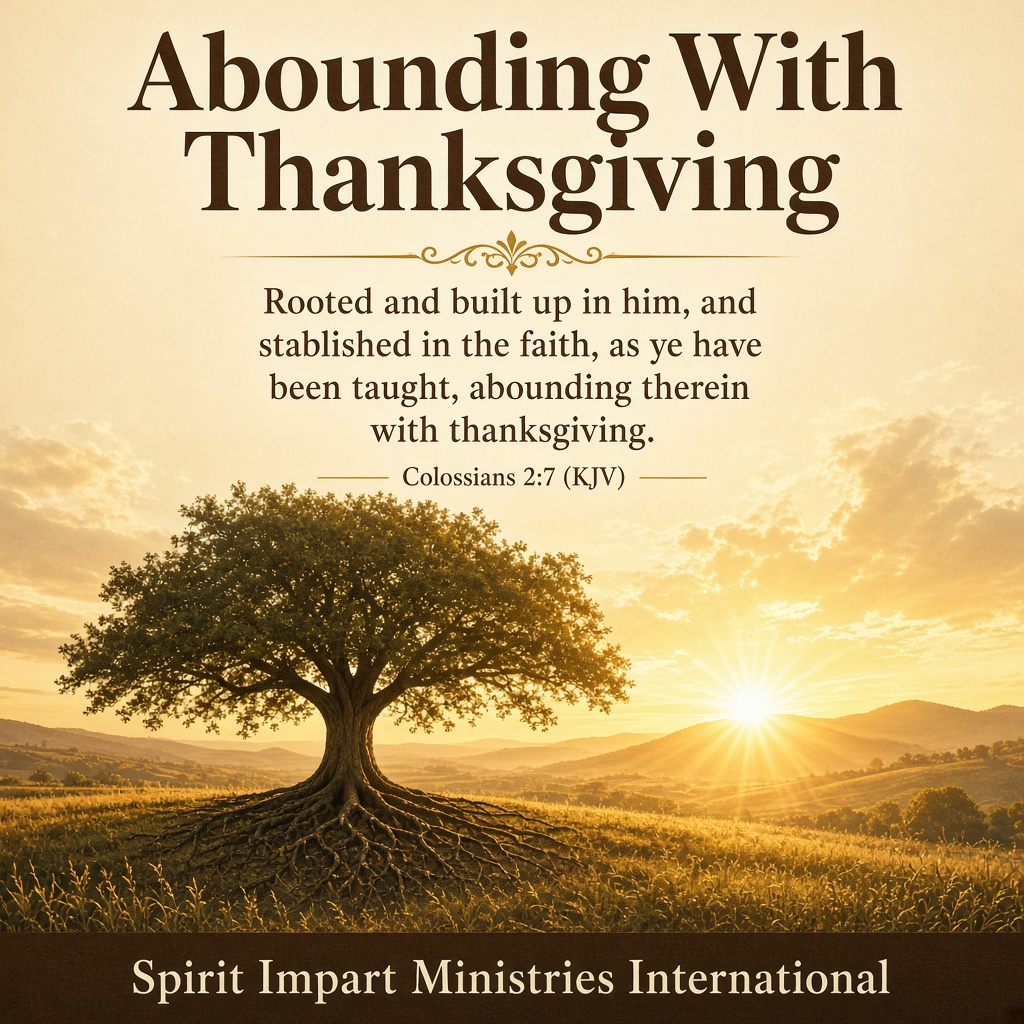 Abounding With
Thanksgiving
Rooted and built up in him, and
stablished in the faith, as ye have
been taught, abounding therein
with thanksgiving.
Colossians 2:7 (KJV)
Spirit Impart Ministries International